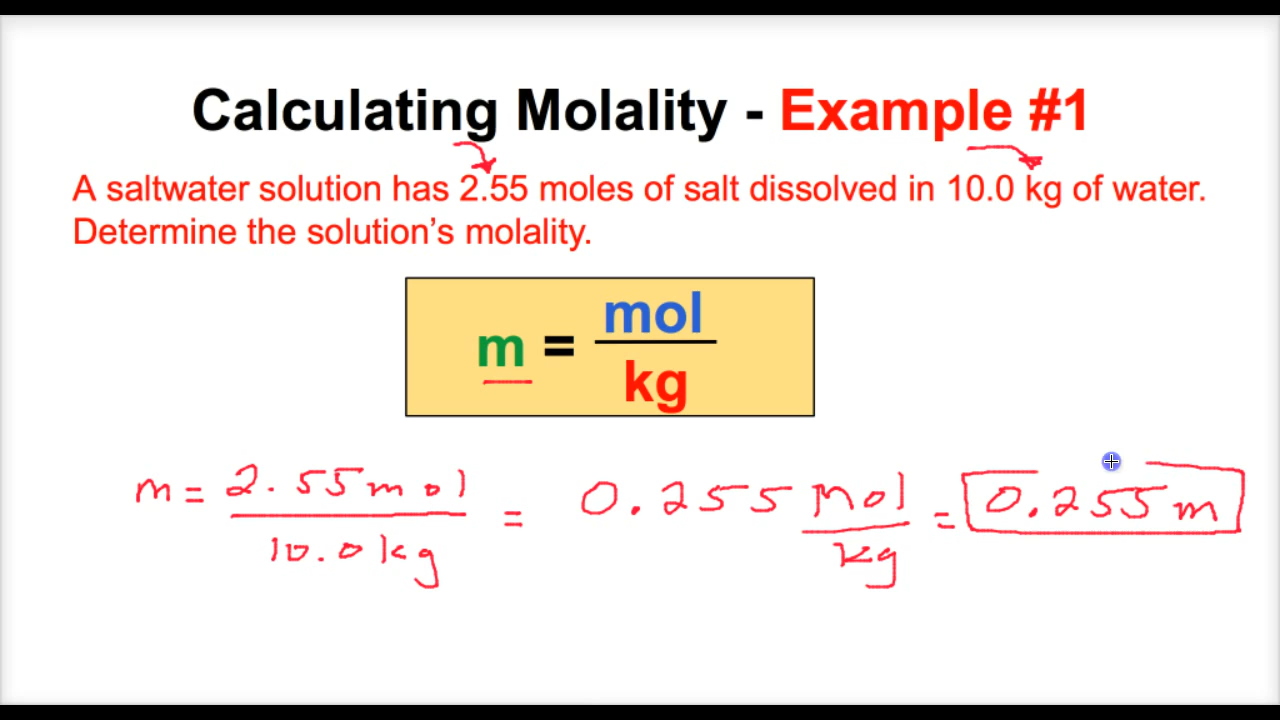 Calculating Molality - Example #1
A saltwater solution has 2.55 moles of salt dissolved in 10.0 kg of water.
Determine the solution's molality.
m = mol
kg
m = 2.55 mol
10.0 kg
= 0.255 mol
kg
= 0.255 m